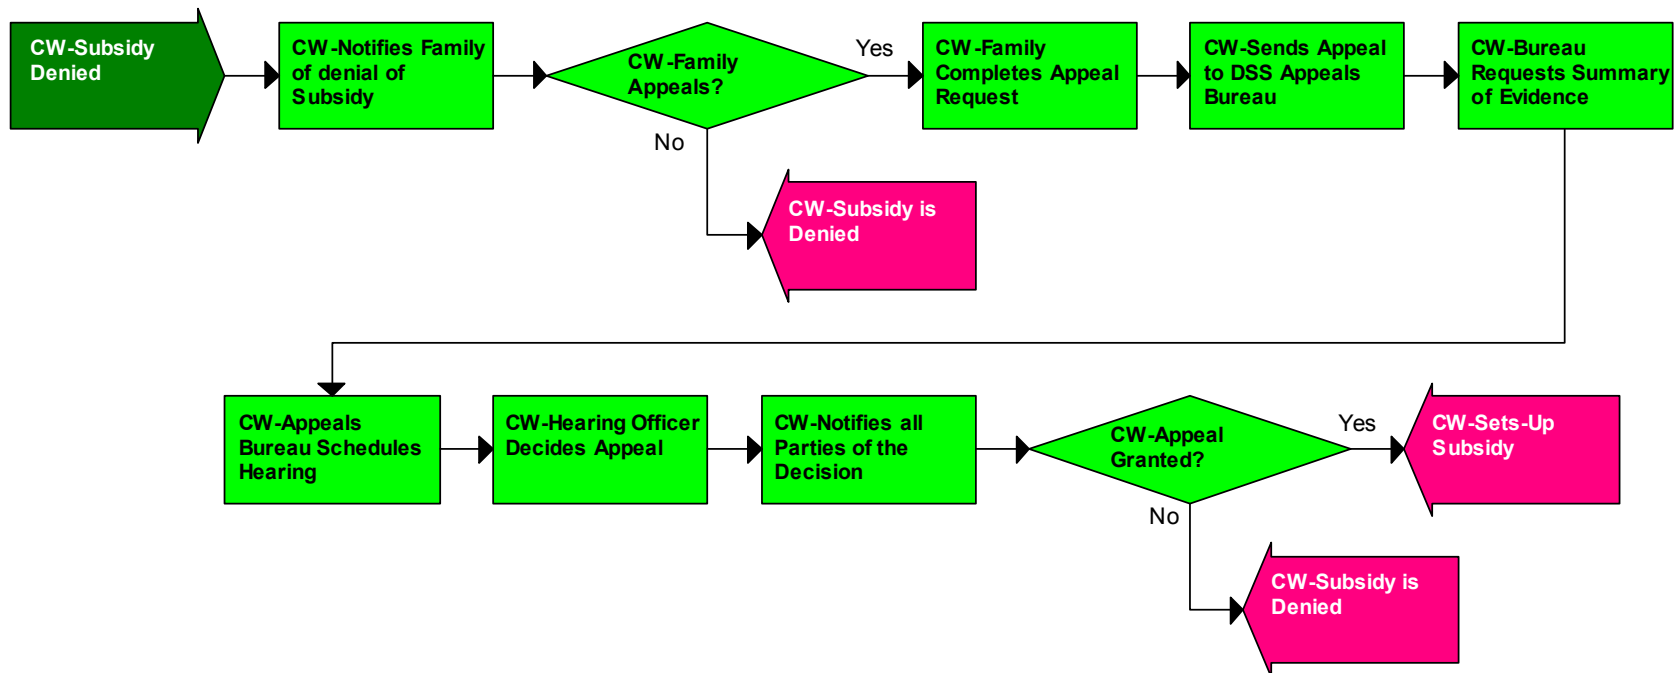 CW-Subsidy
Denied
CW-Notifies Family
of denial of
Subsidy
CW-Family
Appeals?
Yes
No
CW-Family
Completes Appeal
Request
CW-Sends Appeal
to DSS Appeals
Bureau
CW-Bureau
Requests Summary
of Evidence
CW-Subsidy is
Denied
CW-Appeals
Bureau Schedules
Hearing
CW-Hearing Officer
Decides Appeal
CW-Notifies all
Parties of the
Decision
CW-Appeal
Granted?
Yes
No
CW-Sets-Up
Subsidy
CW-Subsidy is
Denied